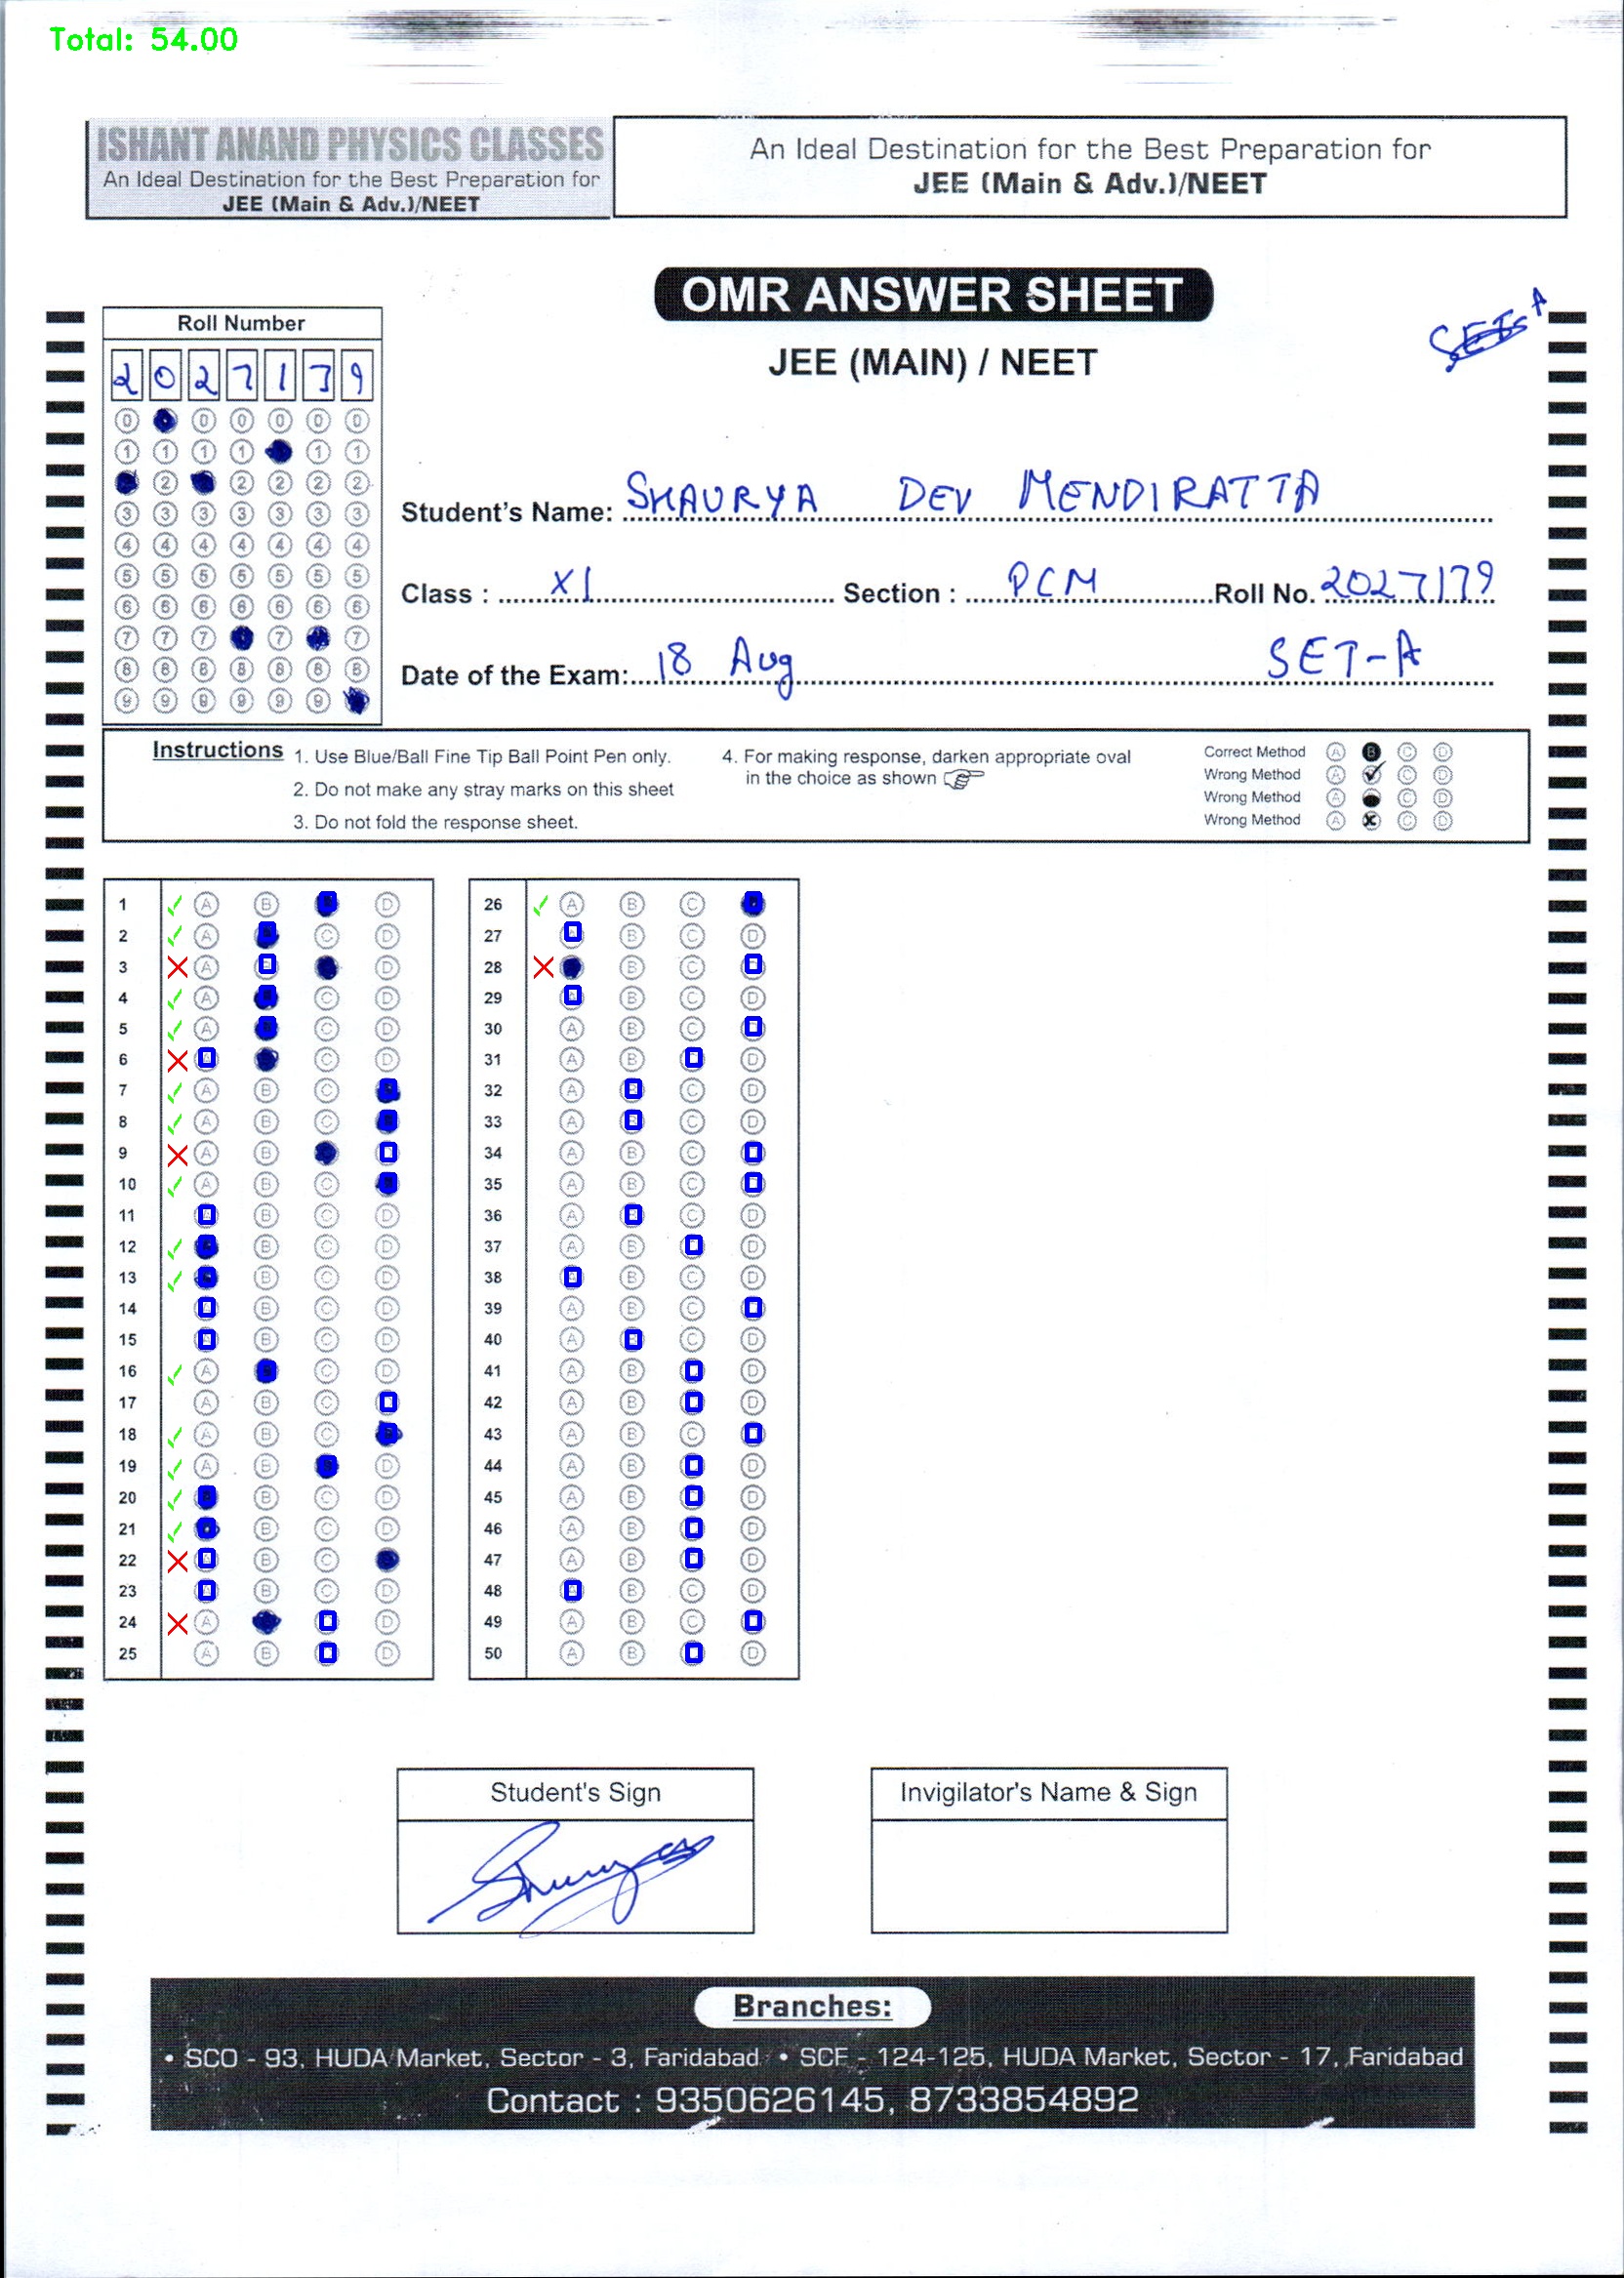 Total: 54.00
ISHANT ANAND PHYSICS CLASSES
An Ideal Destination for the Best Preparation for
JEE (Main & Adv.)/NEET
An Ideal Destination for the Best Preparation for
JEE (Main & Adv.)/NEET
OMR ANSWER SHEET
JEE (MAIN) / NEET
A
Roll Number
2 0 2 7 1 7 9
0 0 0 0 0 0
1 1 1 1 1 1
2 2 2 2 2
3 3 3 3 3 3 3
4 4 4 4 4 4 4
5 5 5 5 5 5 5
6 6 6 6 6 6 6
7 7 7 7 7
8 8 8 8 8 8 8
9 9 9 9 9 9
Student's Name: SHAURYA DEV MENDIRATTA
Class : XI Section : PCM Roll No. 2027179
Date of the Exam: 18 Aug SET-A
Instructions
1. Use Blue/Ball Fine Tip Ball Point Pen only.
2. Do not make any stray marks on this sheet
3. Do not fold the response sheet.
4. For making response, darken appropriate oval
in the choice as shown
Correct Method A B C D
Wrong Method A C D
Wrong Method A C D
Wrong Method A C D
1 A B D
2 A C D
3 A D
4 A C D
5 A C D
6 C D
7 A B C
8 A B C
9 A B
10 A B C
11 B C D
12 B C D
13 B C D
14 B C D
15 B C D
16 A C D
17 A B C
18 A B C
19 A B D
20 B C D
21 B C D
22 B C
23 B C D
24 A D
25 A B D
26 A B C
27 B C D
28 B C
29 B C D
30 A B C
31 A B D
32 A C D
33 A C D
34 A B C
35 A B C
36 A C D
37 A B D
38 B C D
39 A B C
40 A C D
41 A B D
42 A B D
43 A B C
44 A B D
45 A B D
46 A B D
47 A B D
48 B C D
49 A B C
50 A B D
Student's Sign
Invigilator's Name & Sign
Branches:
• SCO - 93, HUDA Market, Sector - 3, Faridabad • SCF - 124-125, HUDA Market, Sector - 17, Faridabad
Contact : 9350626145, 8733854892